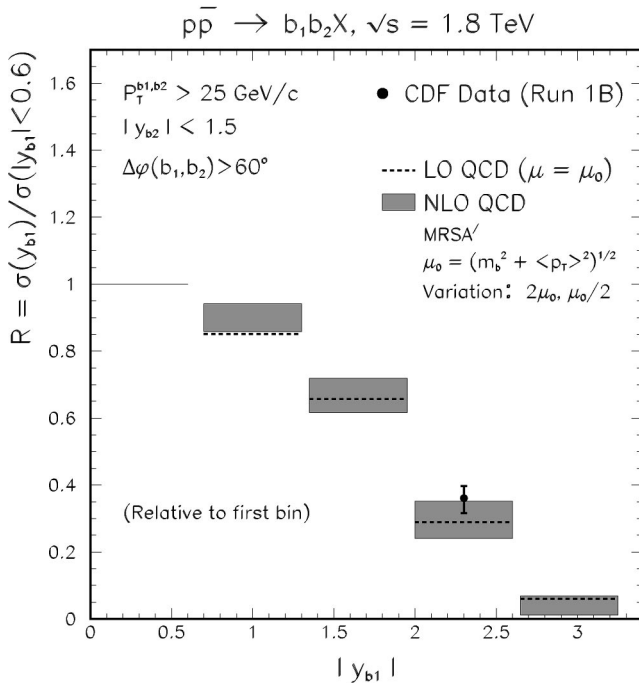 pp̅ → b₁b₂X, √s = 1.8 TeV
R = σ(y_b1)/σ(|y_b1|<0.6)
1.6
1.4
1.2
1
0.8
0.6
0.4
0.2
0
P_T^b1,b2 > 25 GeV/c
| y_b2 | < 1.5
Δφ(b₁,b₂)>60°
CDF Data (Run 1B)
LO QCD (μ = μ₀)
NLO QCD
MRSA′
μ₀ = (m_b² + <p_T>²)^1/2
Variation: 2μ₀, μ₀/2
(Relative to first bin)
0 0.5 1 1.5 2 2.5 3
| y_b1 |